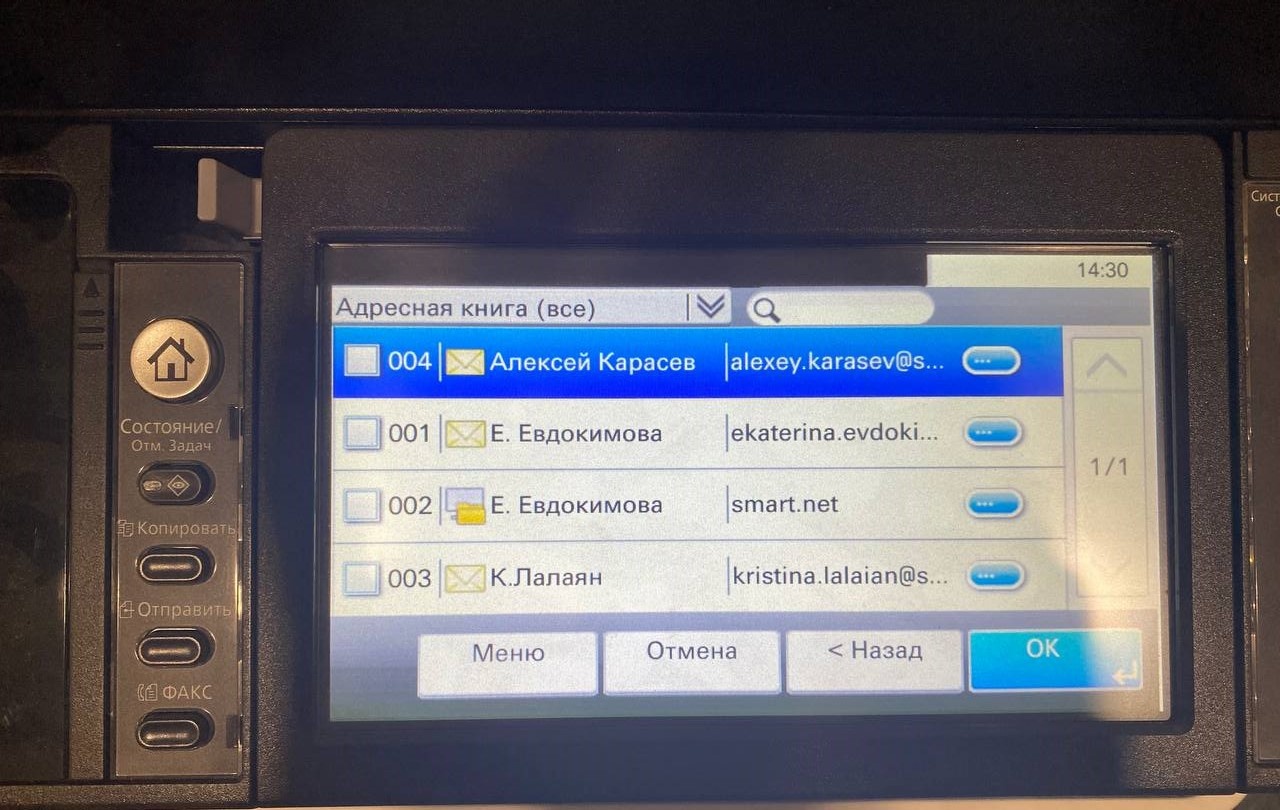 14:30
Адресная книга (все)
004 Алексей Карасев alexey.karasev@s...
001 Е. Евдокимова ekaterina.evdoki...
002 Е. Евдокимова smart.net
003 К.Лалаян kristina.lalaian@s...
1/1
Меню Отмена < Назад OK
Состояние/
Отм. Задач
Копировать
Отправить
ФАКС
Сист